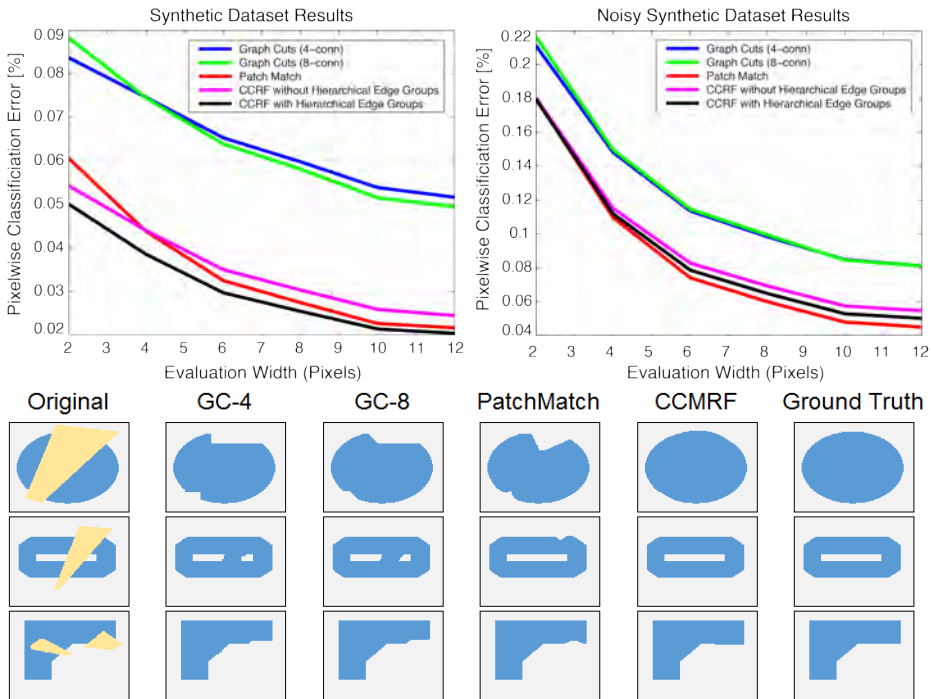 Synthetic Dataset Results
Pixelwise Classificiation Error [%]
0.09
0.08
0.07
0.06
0.05
0.04
0.03
0.02
Graph Cuts (4-conn)
Graph Cuts (8-conn)
Patch Match
CCRF without Hierarchical Edge Groups
CCRF with Hierarchical Edge Groups
2 3 4 5 6 7 8 9 10 11 12
Evaluation Width (Pixels)
Noisy Synthetic Dataset Results
Pixelwise Classificiation Error [%]
0.22
0.2
0.18
0.16
0.14
0.12
0.1
0.08
0.06
0.04
Graph Cuts (4-conn)
Graph Cuts (8-conn)
Patch Match
CCRF without Hierarchical Edge Groups
CCRF with Hierarchical Edge Groups
2 3 4 5 6 7 8 9 10 11 12
Evaluation Width (Pixels)
Original GC-4 GC-8 PatchMatch CCMRF Ground Truth